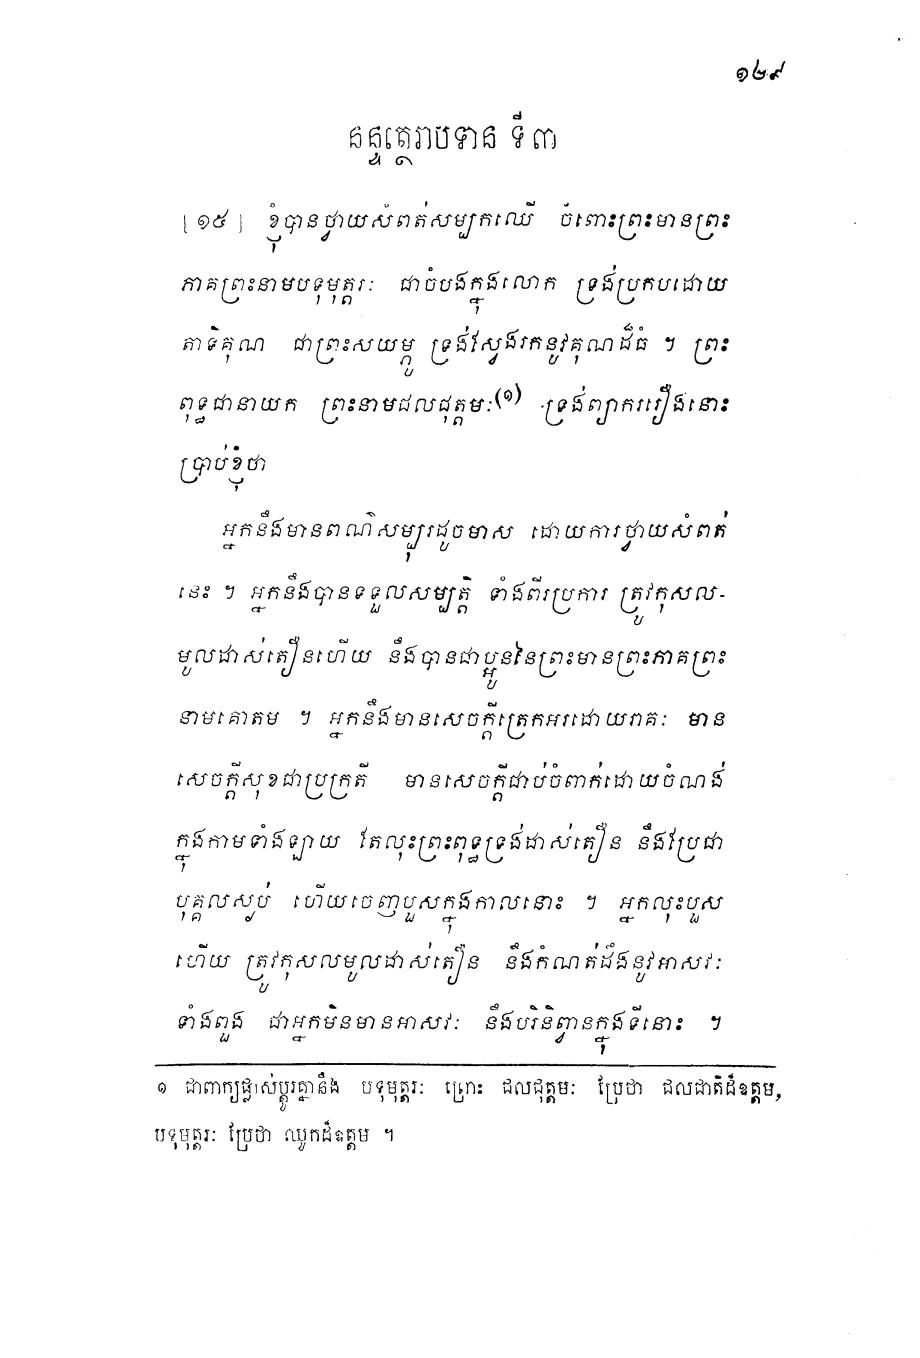 ១២៩
នន្ទត្ថេរាបទាន ទី៣
[១៥] ខ្ញុំបានថ្វាយសំពត់សម្បកឈើ ចំពោះព្រះមានព្រះ
ភាគព្រះនាមបទុមុត្តរៈ ជាចំបងក្នុងលោក ទ្រង់ប្រកបដោយ
តាទិគុណ ជាព្រះសយម្ភូ ទ្រង់ស្វែងរកនូវគុណដ៏ធំ ។ ព្រះ
ពុទ្ធជានាយក ព្រះនាមជលជុត្តមៈ(១) ទ្រង់ព្យាកររឿងនោះ
ប្រាប់ខ្ញុំថា
អ្នកនឹងមានពណ៌សម្បុរដូចមាស ដោយការថ្វាយសំពត់
នេះ ។ អ្នកនឹងបានទទួលសម្បត្តិ ទាំងពីរប្រការ ត្រូវកុសល-
មូលដាស់តឿនហើយ នឹងបានជាប្អូននៃព្រះមានព្រះភាគព្រះ
នាមគោតម ។ អ្នកនឹងមានសេចក្តីត្រេកអរដោយរាគៈ មាន
សេចក្តីសុខជាប្រក្រតី មានសេចក្តីជាប់ចំពាក់ដោយចំណង់
ក្នុងកាមទាំងឡាយ តែលុះព្រះពុទ្ធទ្រង់ដាស់តឿន នឹងប្រែជា
បុគ្គលស្ងប់ ហើយចេញបួសក្នុងកាលនោះ ។ អ្នកលុះបួស
ហើយ ត្រូវកុសលមូលដាស់តឿន នឹងកំណត់ដឹងនូវអាសវៈ
ទាំងពួង ជាអ្នកមិនមានអាសវៈ នឹងបរិនិព្វានក្នុងទីនោះ ។
១ ជាពាក្យផ្លាស់ប្តូរគ្នានឹង បទុមុត្តរៈ ព្រោះ ជលជុត្តមៈ ប្រែថា ជលជាតិដ៏ឧត្តម,
បទុមុត្តរៈ ប្រែថា ឈូកដ៏ឧត្តម ។